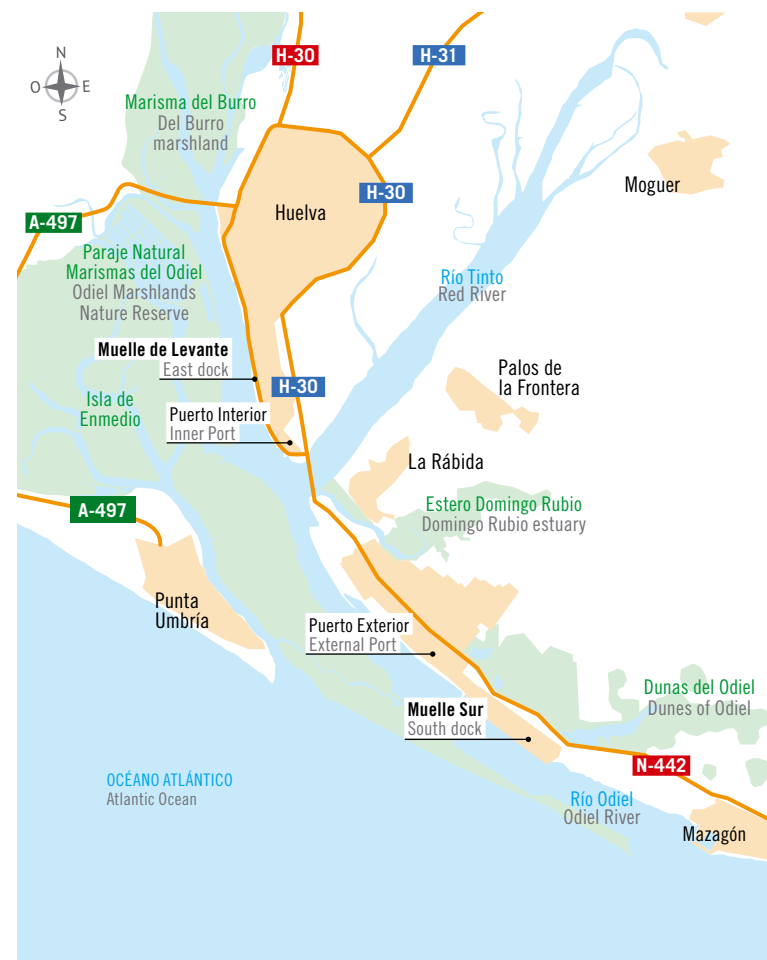 N
O
E
S
H-30
H-31
Marisma del Burro
Del Burro
marshland
H-30
Moguer
Huelva
A-497
Paraje Natural
Marismas del Odiel
Odiel Marshlands
Nature Reserve
Río Tinto
Red River
Muelle de Levante
East dock
Palos de
la Frontera
H-30
Isla de
Enmedio
Puerto Interior
Inner Port
La Rábida
A-497
Estero Domingo Rubio
Domingo Rubio estuary
Punta
Umbría
Puerto Exterior
External Port
Dunas del Odiel
Dunes of Odiel
Muelle Sur
South dock
N-442
OCÉANO ATLÁNTICO
Atlantic Ocean
Río Odiel
Odiel River
Mazagón